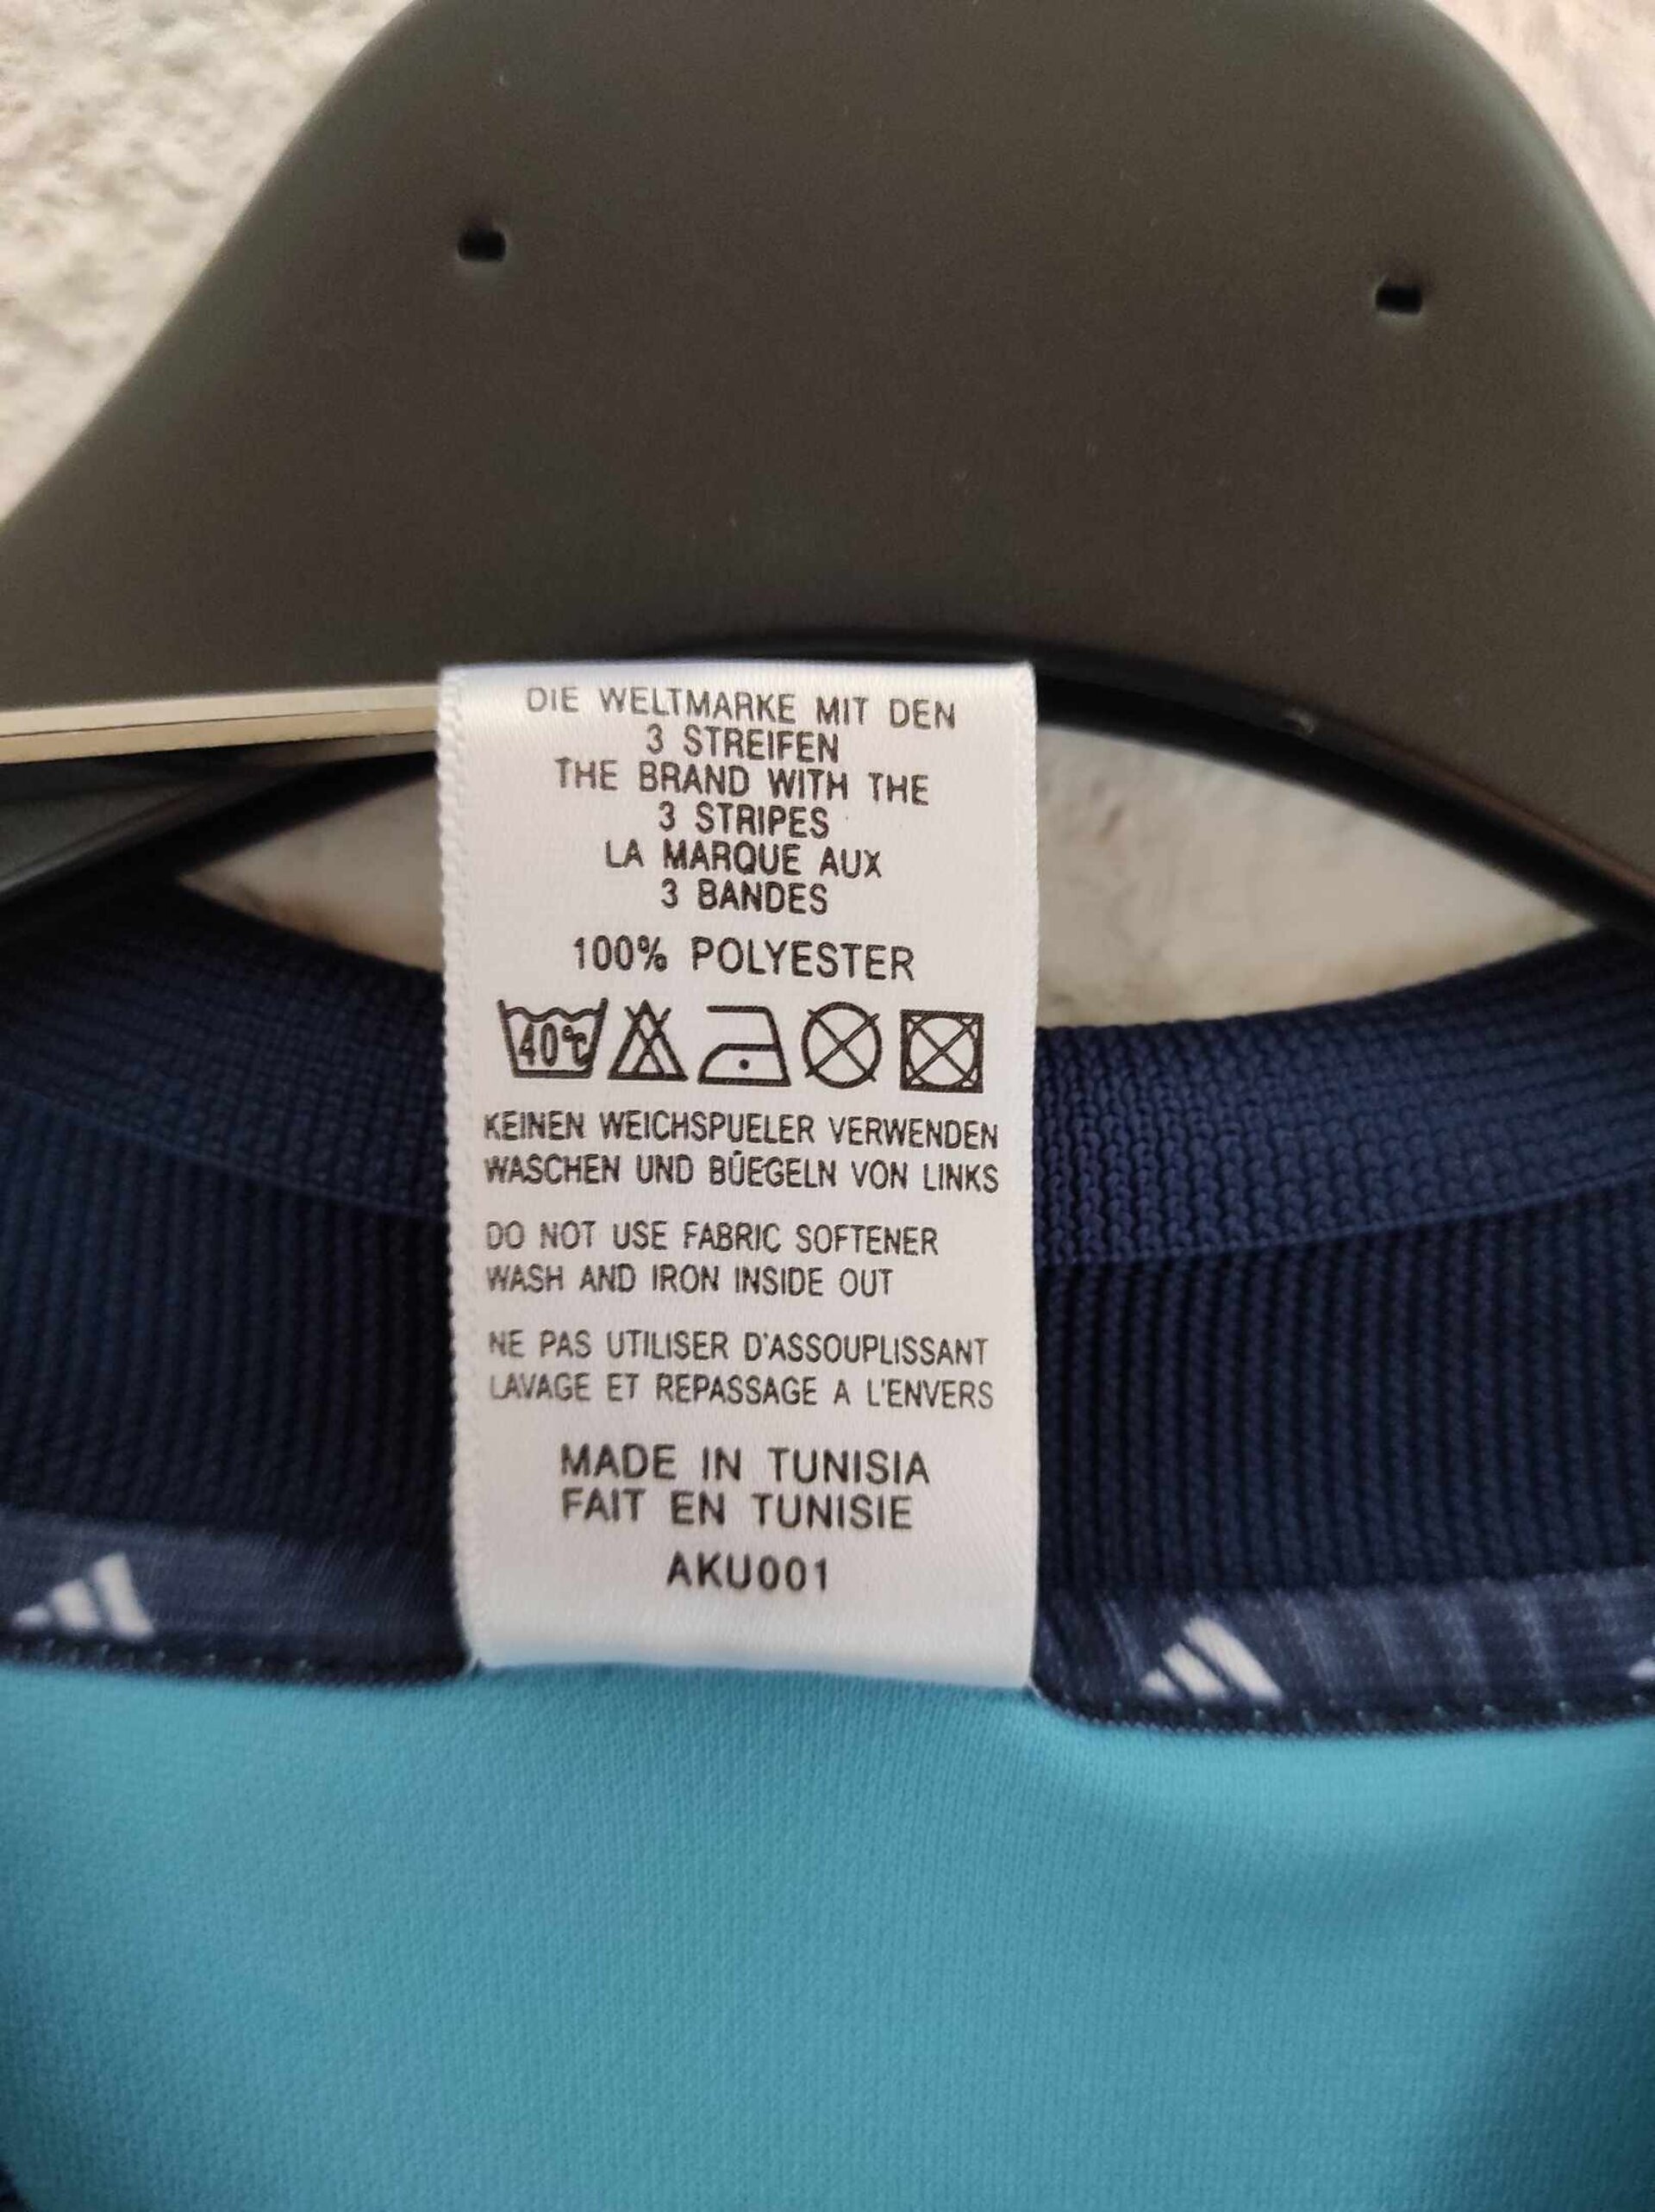 DIE WELTMARKE MIT DEN
3 STREIFEN
THE BRAND WITH THE
3 STRIPES
LA MARQUE AUX
3 BANDES
100% POLYESTER
40°C
KEINEN WEICHSPUELER VERWENDEN
WASCHEN UND BÜEGELN VON LINKS
DO NOT USE FABRIC SOFTENER
WASH AND IRON INSIDE OUT
NE PAS UTILISER D'ASSOUPLISSANT
LAVAGE ET REPASSAGE A L'ENVERS
MADE IN TUNISIA
FAIT EN TUNISIE
AKU001